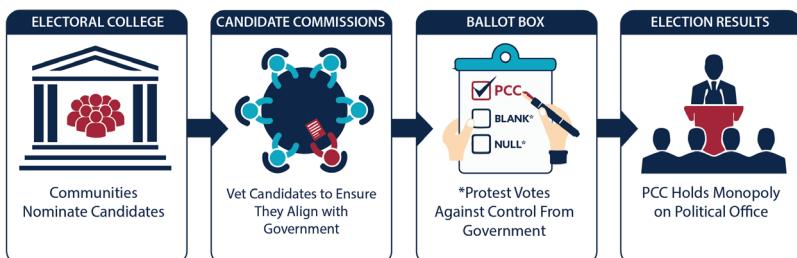 ELECTORAL COLLEGE
Communities
Nominate Candidates
CANDIDATE COMMISSIONS
Vet Candidates to Ensure
They Align with
Government
BALLOT BOX
PCC
BLANK*
NULL*
*Protest Votes
Against Control From
Government
ELECTION RESULTS
PCC Holds Monopoly
on Political Office